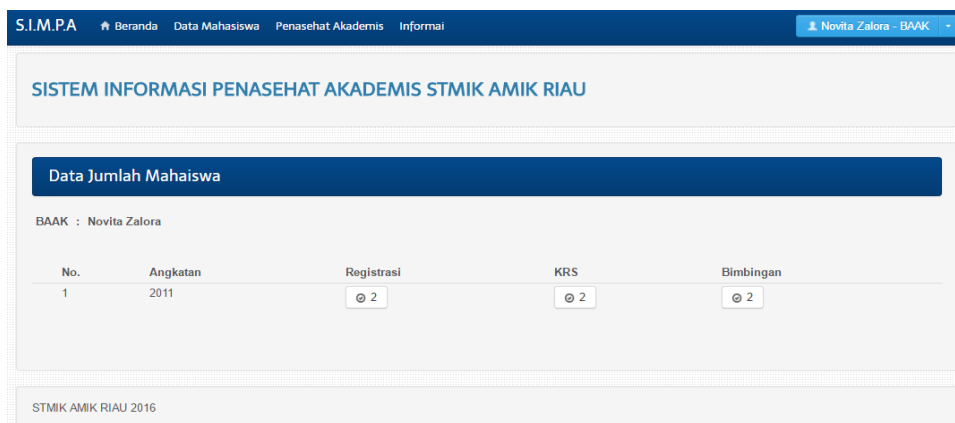 S.I.M.P.A Beranda Data Mahasiswa Penasehat Akademis Informai Novita Zalora - BAAK
SISTEM INFORMASI PENASEHAT AKADEMIS STMIK AMIK RIAU
Data Jumlah Mahaiswa
BAAK : Novita Zalora
No. Angkatan Registrasi KRS Bimbingan
1 2011 2 2 2
STMIK AMIK RIAU 2016